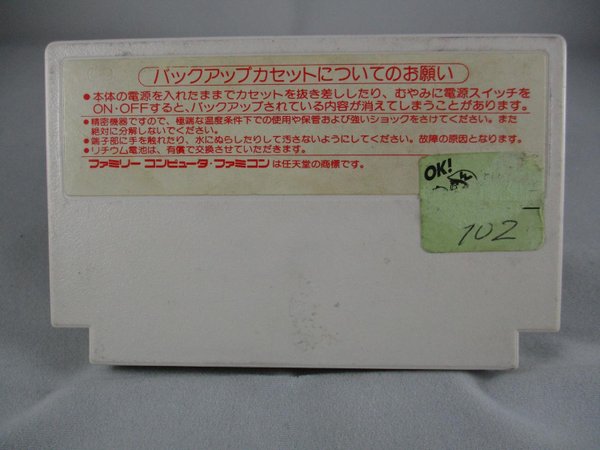 バックアップカセットについてのお願い
●本体の電源を入れたままでカセットを抜き差ししたり、むやみに電源スイッチを
ON・OFFすると、バックアップされている内容が消えてしまうことがあります。
●精密機器ですので、極端な温度条件下での使用や保管および強いショックをさけてください。また
絶対に分解しないでください。
●端子部に手を触れたり、水にぬらしたりして汚さないようにしてください。故障の原因となります。
●リチウム電池は、有償で交換させていただきます。
ファミリー コンピュータ・ファミコン は任天堂の商標です。
OK!
102